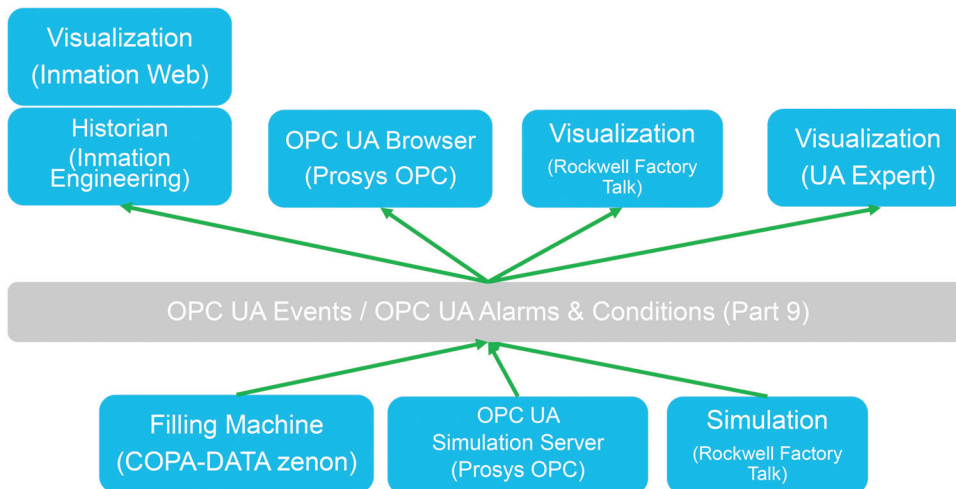 Visualization
(Inmation Web)
Historian
(Inmation
Engineering)
OPC UA Browser
(Prosys OPC)
Visualization
(Rockwell Factory
Talk)
Visualization
(UA Expert)
OPC UA Events / OPC UA Alarms & Conditions (Part 9)
Filling Machine
(COPA-DATA zenon)
OPC UA
Simulation Server
(Prosys OPC)
Simulation
(Rockwell Factory
Talk)